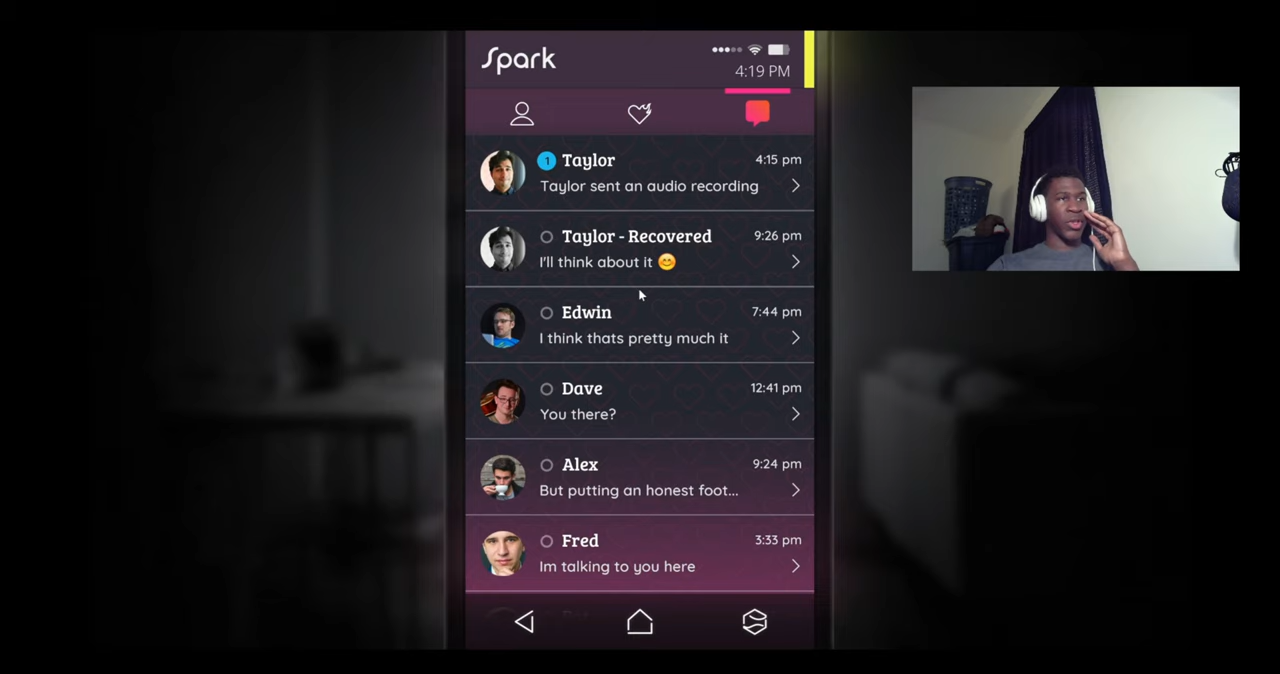 Spark
4:19 PM
1 Taylor 4:15 pm
Taylor sent an audio recording
Taylor - Recovered 9:26 pm
I'll think about it 😊
Edwin 7:44 pm
I think thats pretty much it
Dave 12:41 pm
You there?
Alex 9:24 pm
But putting an honest foot...
Fred 3:33 pm
Im talking to you here